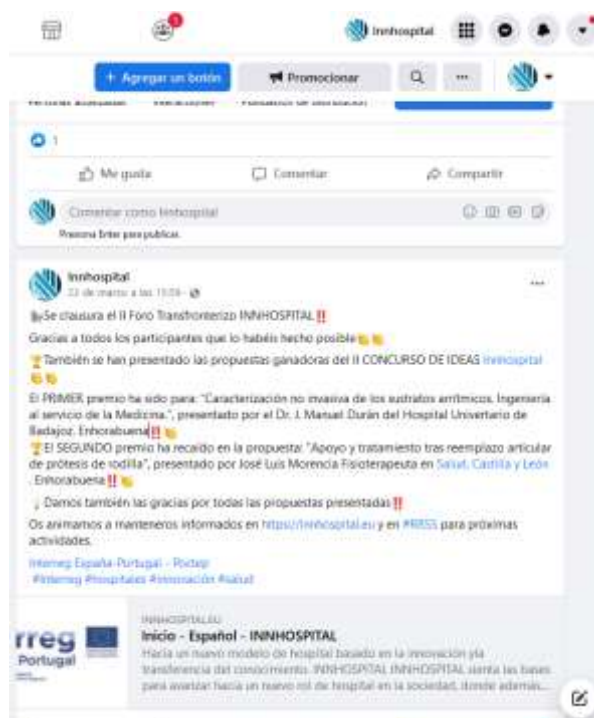 1
Innhospital
+ Agregar un botón
Promocionar
...
1
Me gusta
Comentar
Compartir
Comentar como Innhospital
Presiona Enter para publicar.
Innhospital
22 de marzo a las
...
Se clausura el II Foro Transfronterizo INNHOSPITAL‼️
Gracias a todos los participantes que lo habéis hecho posible👏👏
🏆También se han presentado las propuestas ganadoras del II CONCURSO DE IDEAS Innhospital
👏👏
El PRIMER premio ha sido para: "Caracterización no invasiva de los sustratos arrítmicos. Ingeniería
al servicio de la Medicina.", presentado por el Dr. J. Manuel Durán del Hospital Univertario de
Badajoz. Enhorabuena‼️👏
🏆El SEGUNDO premio ha recaído en la propuesta: "Apoyo y tratamiento tras reemplazo articular
de prótesis de rodilla", presentado por José Luis Morencia Fisioterapeuta en Salud, Castilla y León
. Enhorabuena‼️👏
Damos también las gracias por todas las propuestas presentadas‼️
Os animamos a manteneros informados en https://innhospital.eu y en #RRSS para próximas
actividades.
Interreg España-Portugal - Poctep
#Interreg #hospitales #innovación #salud
rreg
Portugal
INNHOSPITAL.EU
Inicio - Español - INNHOSPITAL
Hacia un nuevo modelo de hospital basado en la innovación yla
transferencia del conocimiento. INNHOSPITAL INNHOSPITAL sienta las bases
para avanzar hacia un nuevo rol de hospital en la sociedad, donde además,...